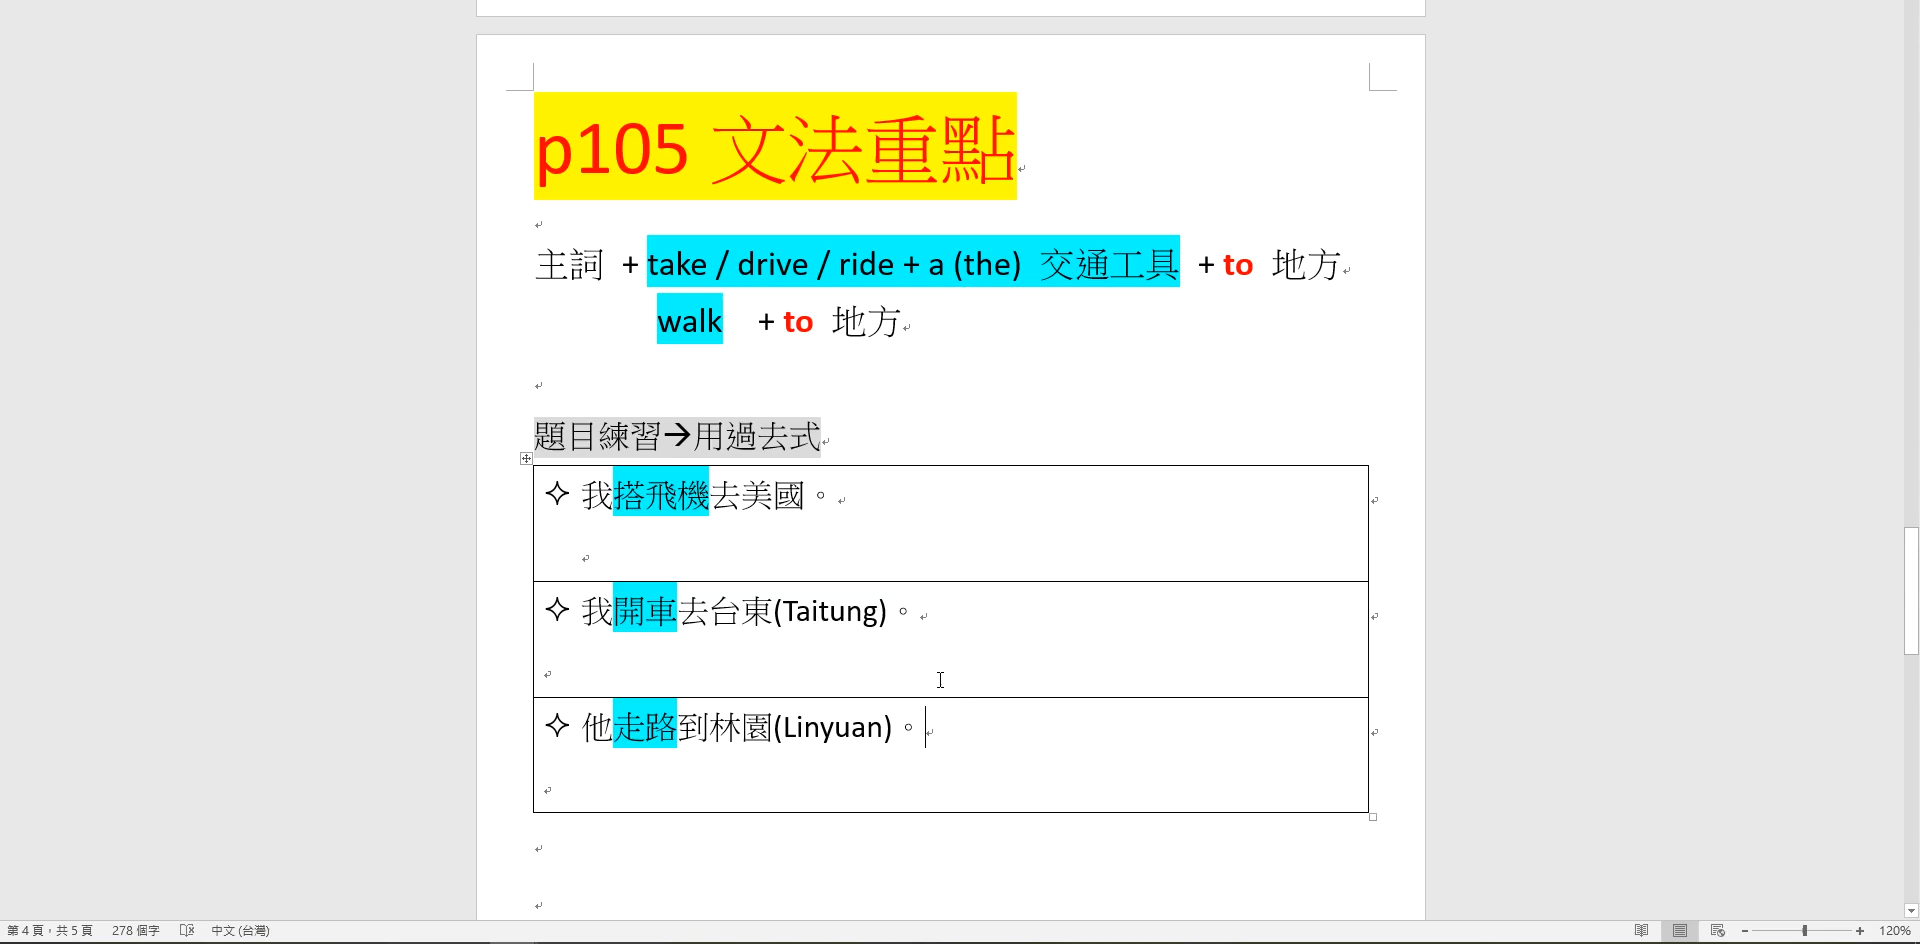 p105 文法重點
主詞 + take / drive / ride + a (the) 交通工具 + to 地方
walk + to 地方
題目練習→用過去式
✧ 我搭飛機去美國。
✧ 我開車去台東(Taitung)。
✧ 他走路到林園(Linyuan)。
第 4 頁，共 5 頁 278 個字 中文 (台灣) 120%